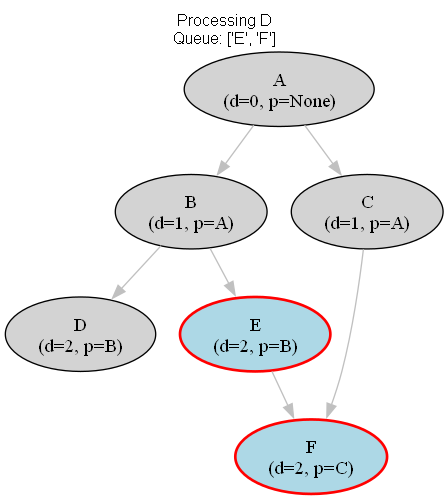 Processing D
Queue: ['E', 'F']
A
(d=0, p=None)
B
(d=1, p=A)
C
(d=1, p=A)
D
(d=2, p=B)
E
(d=2, p=B)
F
(d=2, p=C)